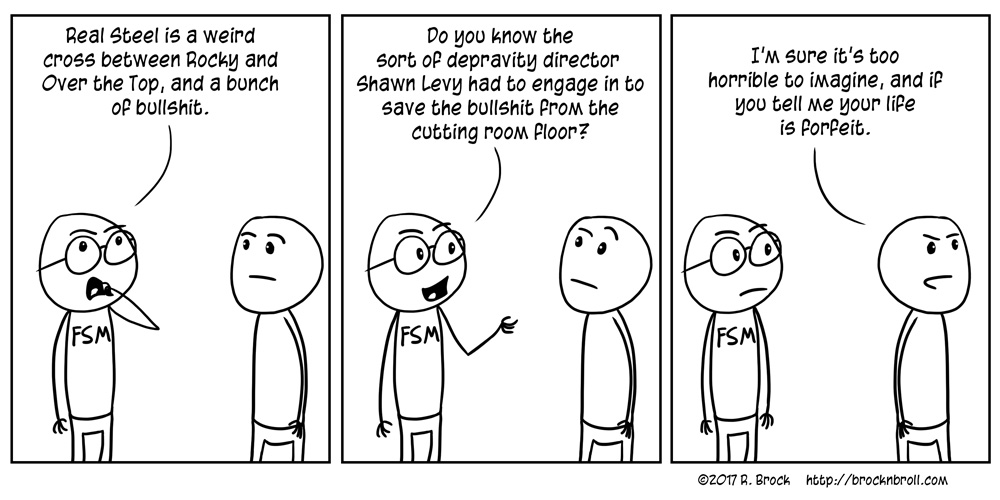 Real Steel is a weird
cross between Rocky and
Over the Top, and a bunch
of bullshit.
FSM
Do you know the
sort of depravity director
Shawn Levy had to engage in to
save the bullshit from the
cutting room floor?
FSM
I'm sure it's too
horrible to imagine, and if
you tell me your life
is forfeit.
FSM
©2017 R. Brock http://brocknbroll.com